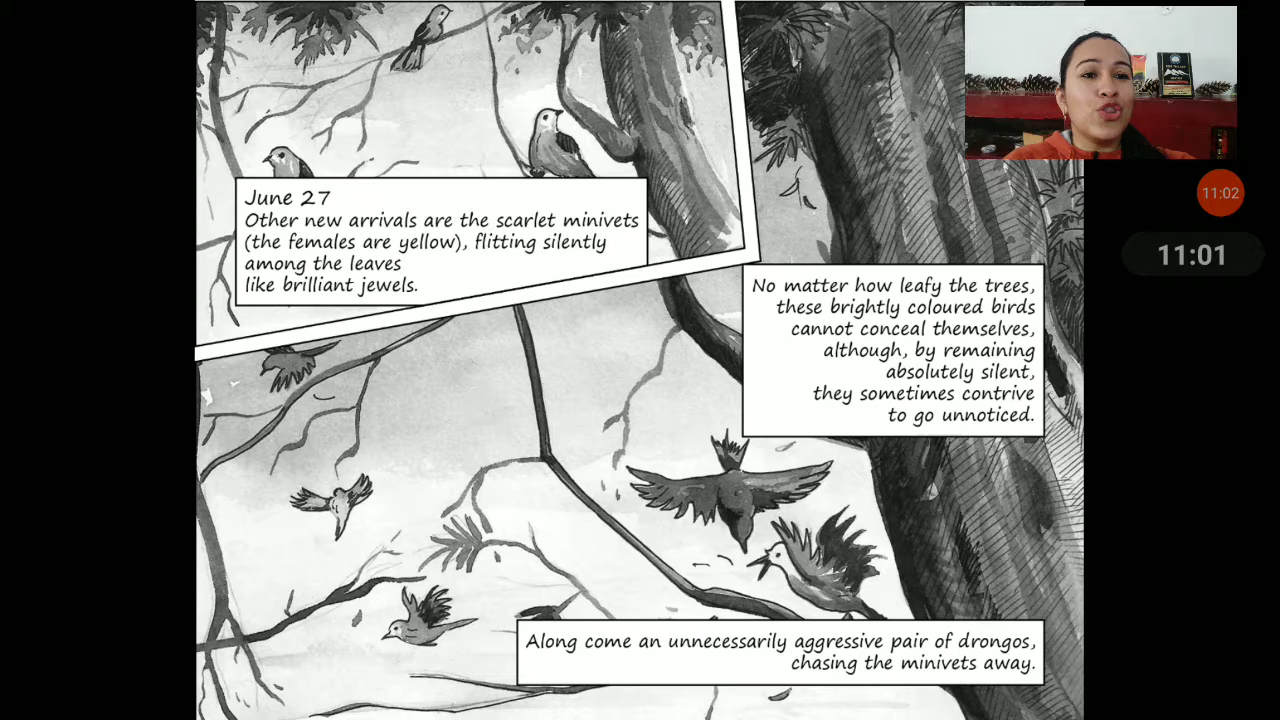 June 27
Other new arrivals are the scarlet minivets
(the females are yellow), flitting silently
among the leaves
like brilliant jewels.
No matter how leafy the trees,
these brightly coloured birds
cannot conceal themselves,
although, by remaining
absolutely silent,
they sometimes contrive
to go unnoticed.
Along come an unnecessarily aggressive pair of drongos,
chasing the minivets away.
11:02
11:01